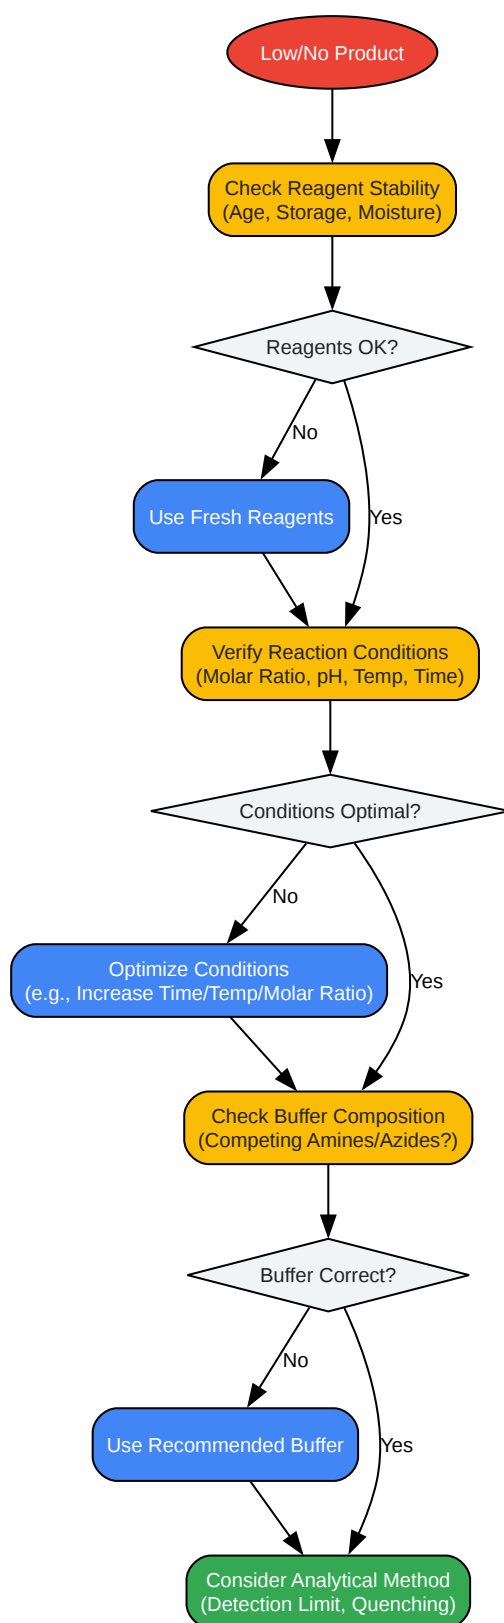 Low/No Product
Check Reagent Stability
(Age, Storage, Moisture)
Reagents OK?
No
Use Fresh Reagents
Yes
Verify Reaction Conditions
(Molar Ratio, pH, Temp, Time)
Conditions Optimal?
No
Optimize Conditions
(e.g., Increase Time/Temp/Molar Ratio)
Yes
Check Buffer Composition
(Competing Amines/Azides?)
Buffer Correct?
No
Use Recommended Buffer
Yes
Consider Analytical Method
(Detection Limit, Quenching)